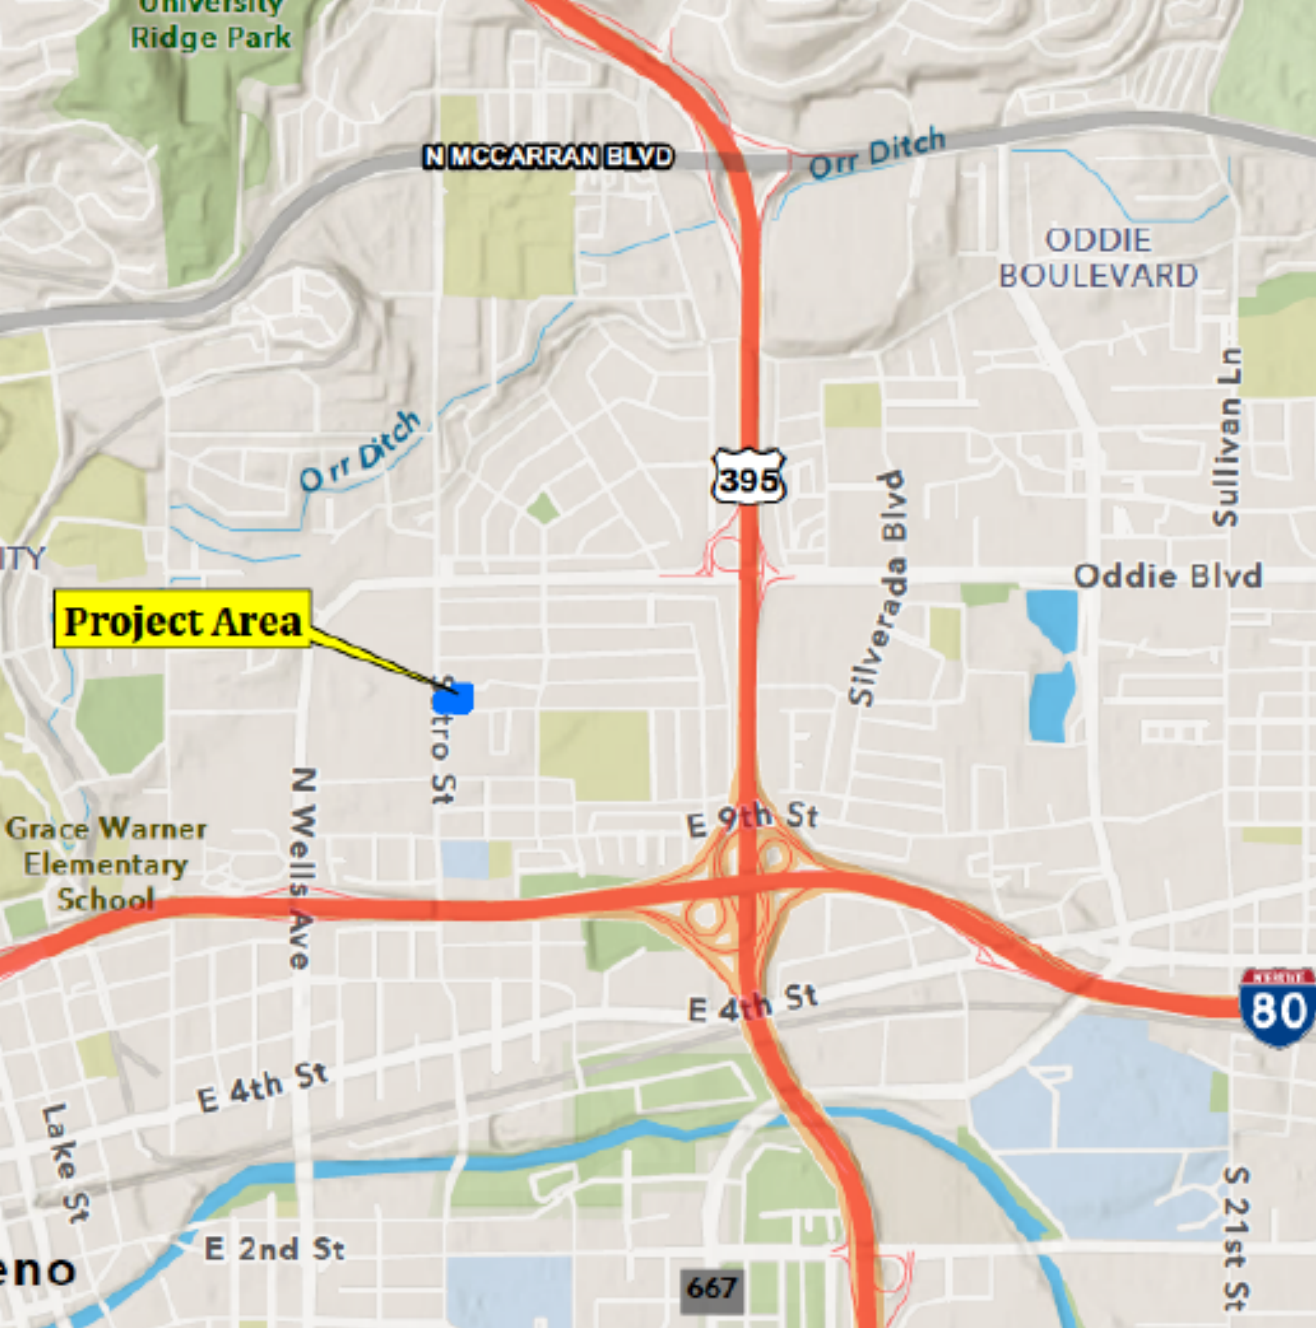 University
Ridge Park
N MCCARRAN BLVD
Orr Ditch
ODDIE
BOULEVARD
Sullivan Ln
Orr Ditch
395
Silverada Blvd
ITY
Oddie Blvd
Project Area
tro St
N Wells Ave
E 9th St
Grace Warner
Elementary
School
80
E 4th St
E 4th St
Lake St
S 21st St
E 2nd St
eno
667